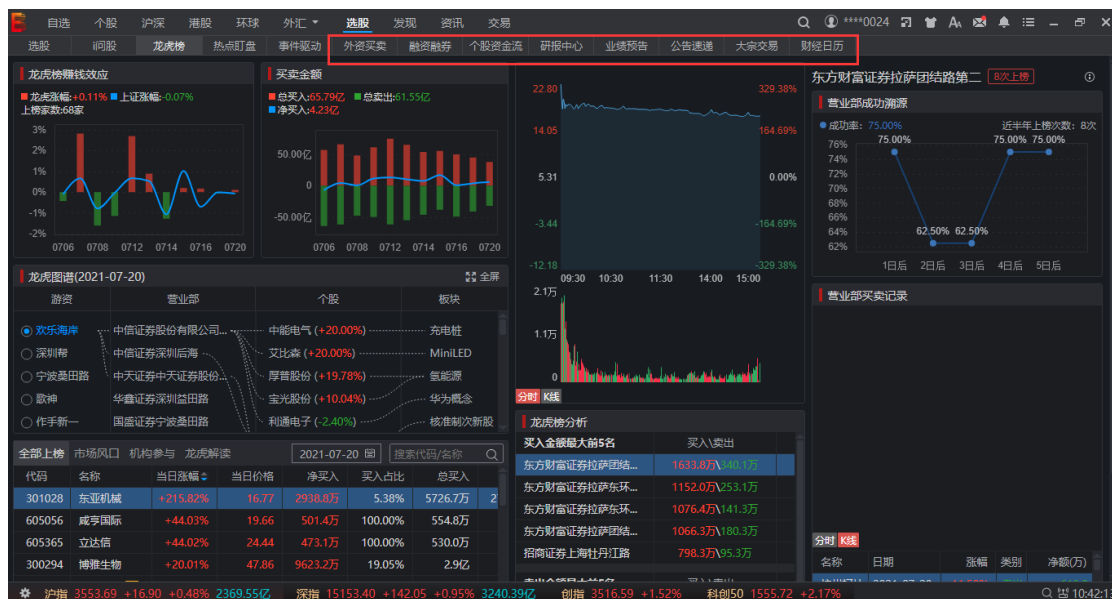 自选 个股 沪深 港股 环球 外汇 选股 发现 资讯 交易 ****0024
选股 i问股 龙虎榜 热点盯盘 事件驱动 外资买卖 融资融券 个股资金流 研报中心 业绩预告 公告速递 大宗交易 财经日历
龙虎榜赚钱效应
龙虎涨幅:+0.11% 上证涨幅:-0.07%
上榜家数:68家
3%
2%
1%
0%
-1%
-2%
0706 0708 0712 0714 0716 0720
买卖金额
总买入:65.79亿 总卖出:61.55亿
净买入:4.23亿
50.00亿
0
-50.00亿
0706 0708 0712 0714 0716 0720
22.80 329.38%
14.05 164.69%
5.31 0.00%
-3.44 -164.69%
-12.18 -329.38%
09:30 10:30 11:30 14:00 15:00
2.1万
1.1万
0
分时 K线
东方财富证券拉萨团结路第二 8次上榜
营业部成功溯源
成功率: 75.00% 近半年上榜次数: 8次
76% 75.00% 75.00% 75.00%
74%
72%
70%
68%
66%
64% 62.50% 62.50%
62%
1日后 2日后 3日后 4日后 5日后
龙虎图谱(2021-07-20) 全屏
游资 营业部 个股 板块
欢乐海岸 中信证券股份有限公司... 中能电气 (+20.00%) 充电桩
深圳帮 中信证券深圳后海 艾比森 (+20.00%) MiniLED
宁波桑田路 中天证券中天证券股份... 厚普股份 (+19.78%) 氢能源
歌神 华鑫证券深圳益田路 宝光股份 (+10.04%) 华为概念
作手新一 国盛证券宁波桑田路 利通电子 (-2.40%) 核准制次新股
全部上榜 市场风口 机构参与 龙虎解读 2021-07-20 搜索代码/名称
代码 名称 当日涨幅 当日价格 净买入 买入占比 总买入
301028 东亚机械 +215.82% 16.77 2938.8万 5.38% 5726.7万 2
605056 咸亨国际 +44.03% 19.66 501.4万 100.00% 554.8万
605365 立达信 +44.02% 24.44 473.1万 100.00% 530.0万
300294 博雅生物 +20.01% 47.86 9623.2万 19.05% 2.9亿
龙虎榜分析
买入金额最大前5名 买入\卖出
东方财富证券拉萨团结... 1633.8万\340.1万
东方财富证券拉萨东环... 1152.0万\253.1万
东方财富证券拉萨东环... 1076.4万\141.3万
东方财富证券拉萨团结... 1066.3万\180.3万
招商证券上海牡丹江路 798.3万\95.3万
营业部买卖记录
分时 K线
名称 日期 涨幅 类别 净额(万)
沪指 3553.69 +16.90 +0.48% 2369.55亿 深指 15153.40 +142.05 +0.95% 3240.39亿 创指 3516.59 +1.52% 科创50 1555.72 +2.17% 10:42:1